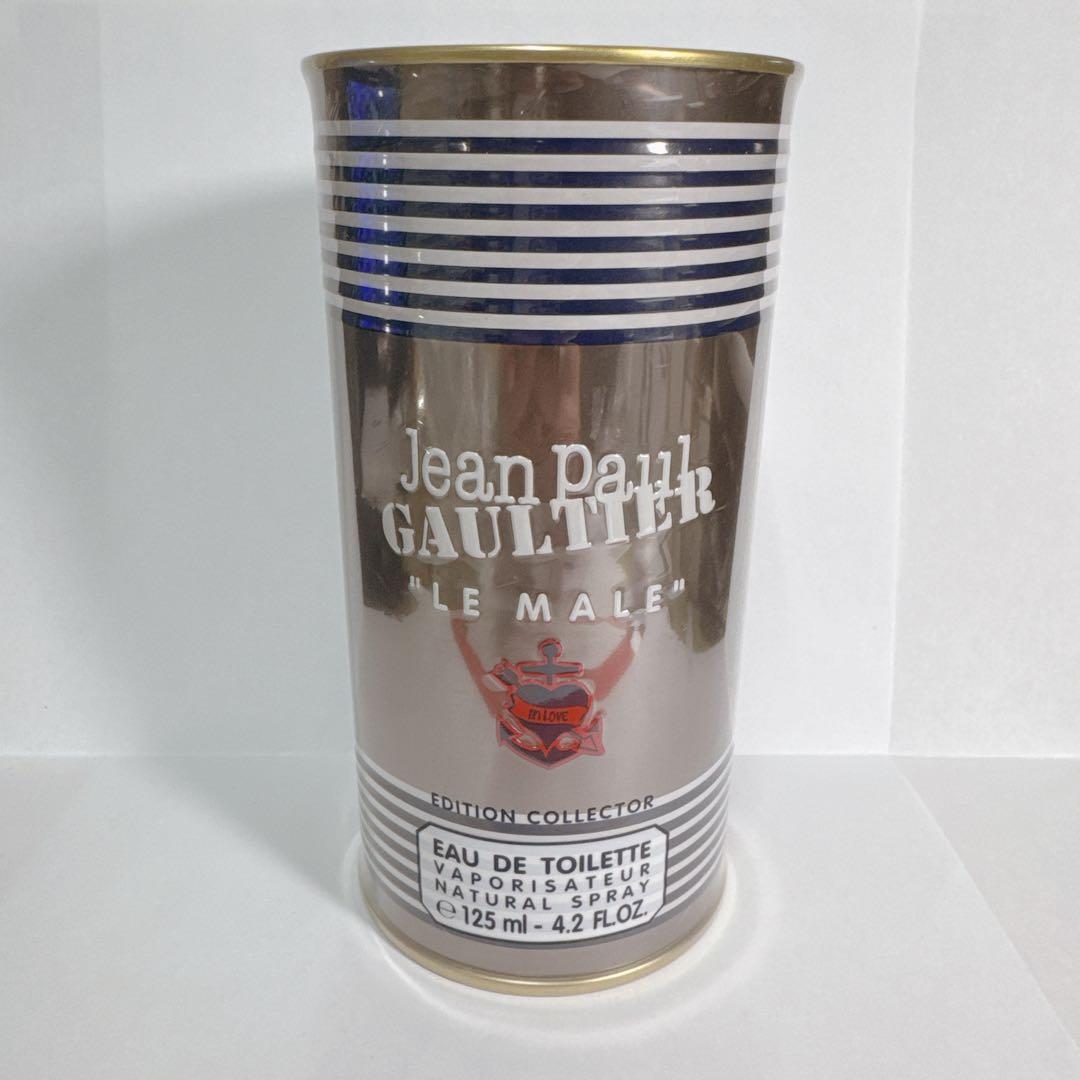 Jean Paul
GAULTIER
"LE MALE"
in LOVE
EDITION COLLECTOR
EAU DE TOILETTE
VAPORISATEUR
NATURAL SPRAY
℮ 125 ml - 4.2 FL.OZ.